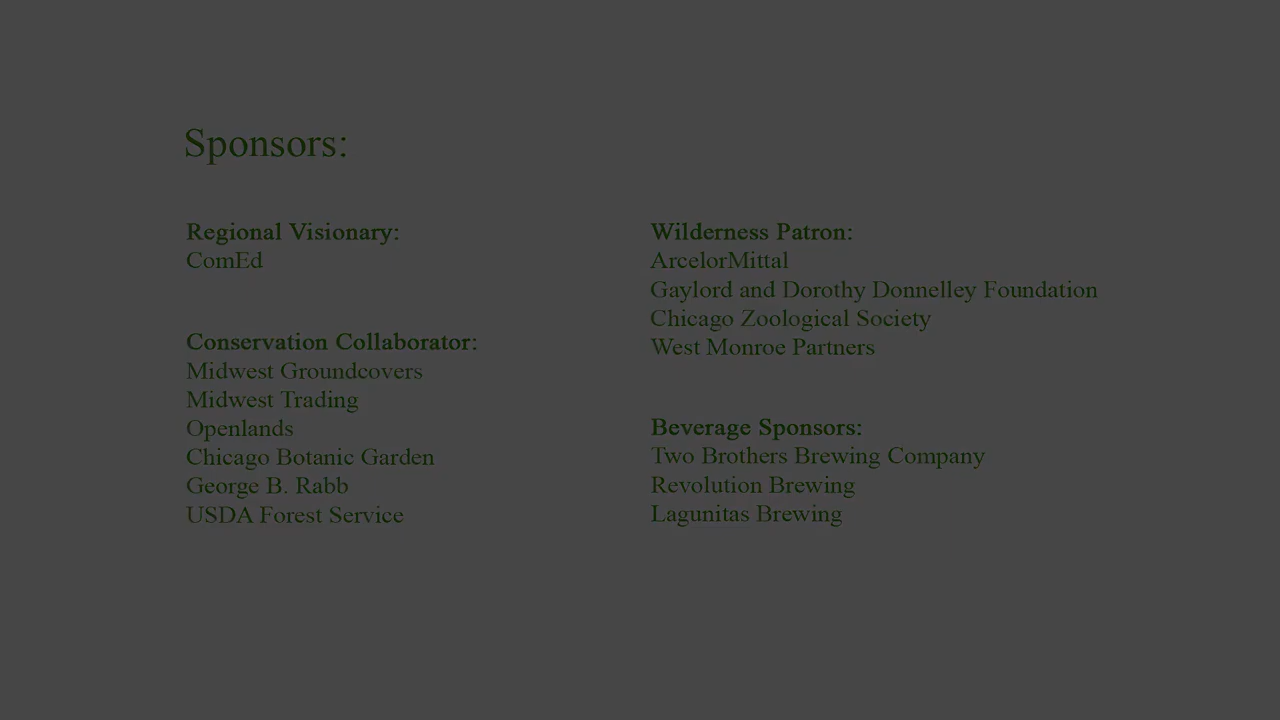 Sponsors:
Regional Visionary:
ComEd
Conservation Collaborator:
Midwest Groundcovers
Midwest Trading
Openlands
Chicago Botanic Garden
George B. Rabb
USDA Forest Service
Wilderness Patron:
ArcelorMittal
Gaylord and Dorothy Donnelley Foundation
Chicago Zoological Society
West Monroe Partners
Beverage Sponsors:
Two Brothers Brewing Company
Revolution Brewing
Lagunitas Brewing